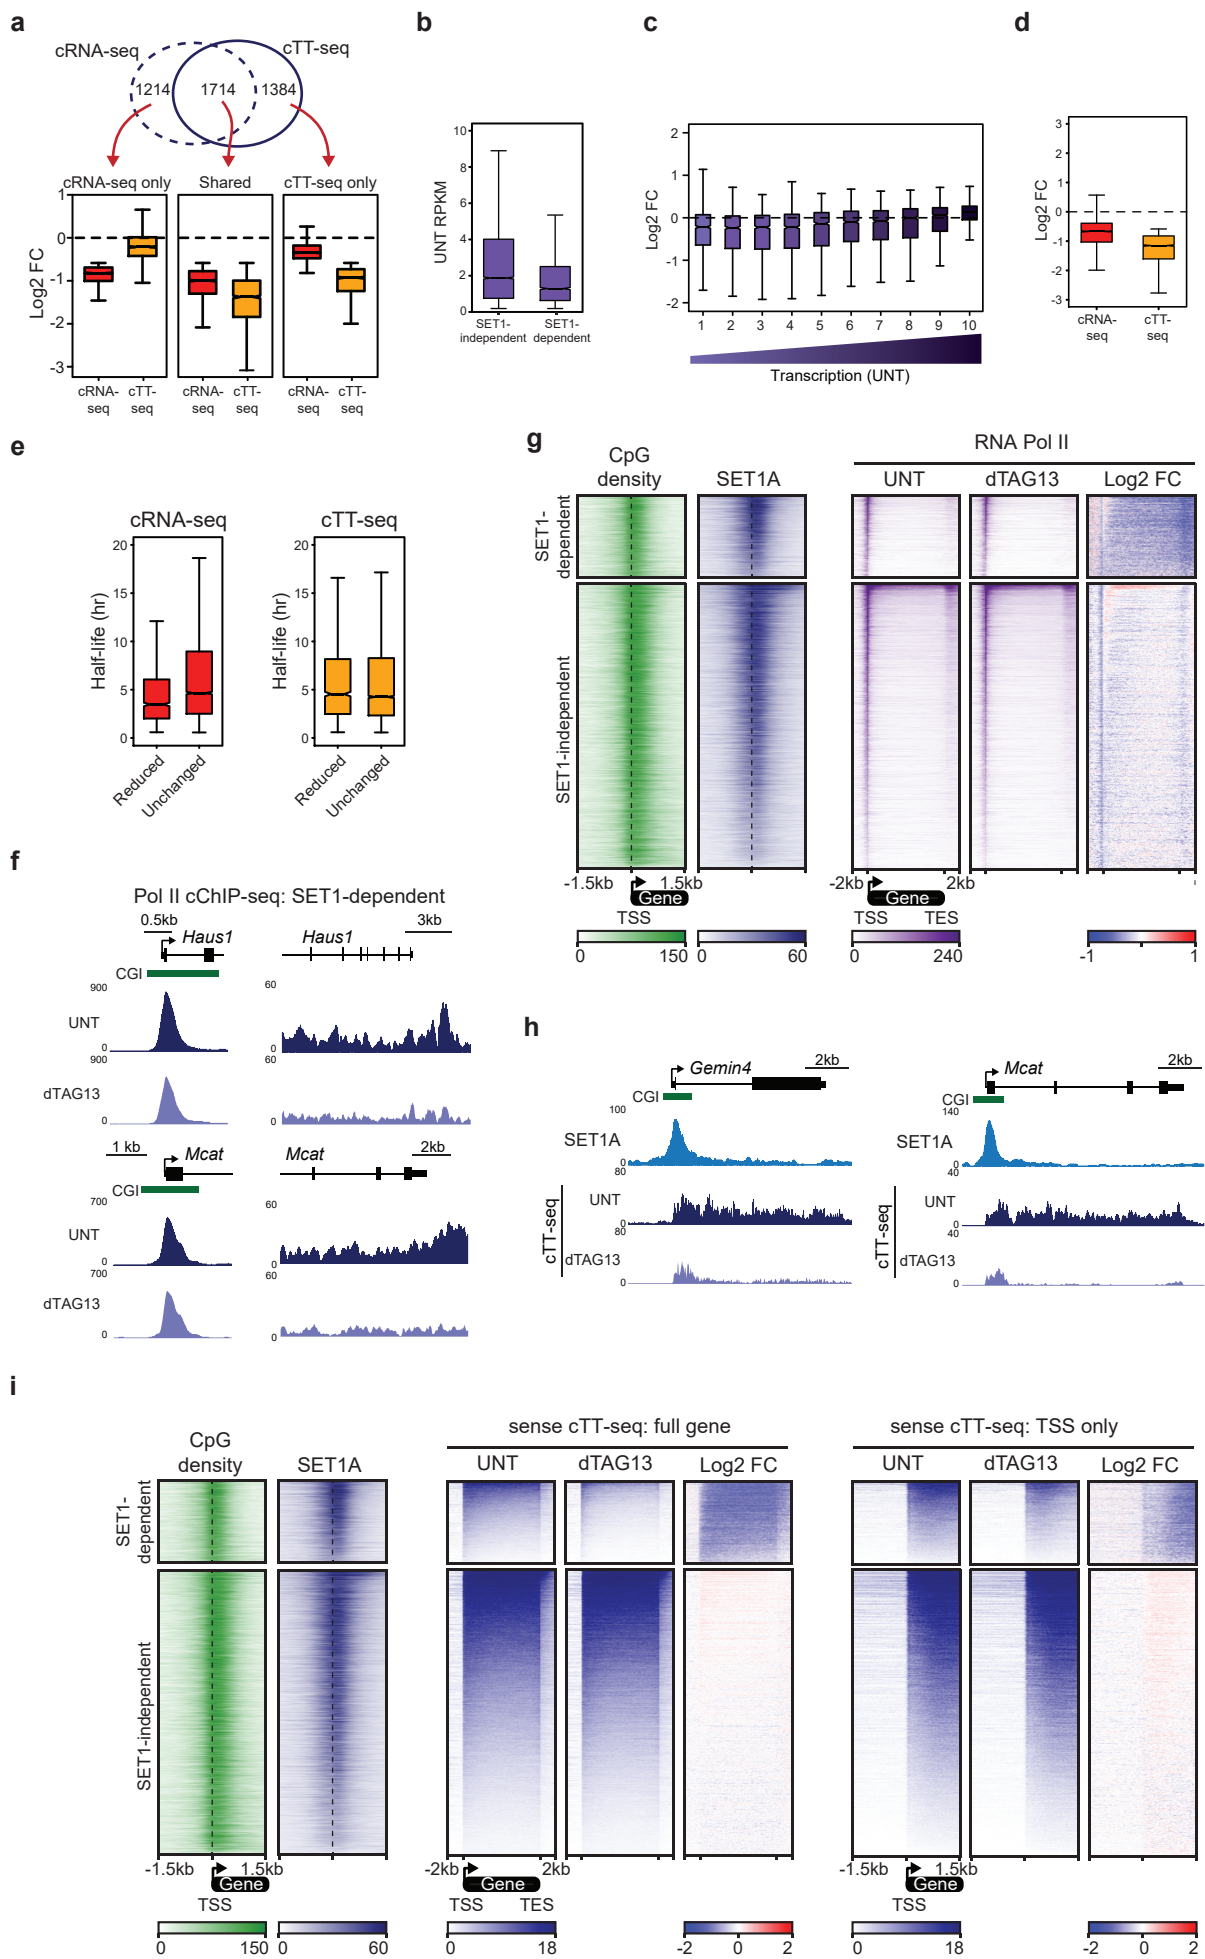 a
cRNA-seq
cTT-seq
1214
1714
1384
cRNA-seq only
Shared
cTT-seq only
Log2 FC
1
0
-1
-2
-3
cRNA-
seq
cTT-
seq
cRNA-
seq
cTT-
seq
cRNA-
seq
cTT-
seq
b
UNT RPKM
10
8
6
4
2
0
SET1-
independent
SET1-
dependent
c
Log2 FC
2
1
0
-1
-2
1 2 3 4 5 6 7 8 9 10
Transcription (UNT)
d
Log2 FC
3
2
1
0
-1
-2
-3
cRNA-
seq
cTT-
seq
e
cRNA-seq
Half-life (hr)
20
15
10
5
0
Reduced
Unchanged
cTT-seq
Half-life (hr)
20
15
10
5
0
Reduced
Unchanged
f
Pol II cChIP-seq: SET1-dependent
0.5kb
Haus1
CGI
3kb
Haus1
UNT
900
0
60
0
dTAG13
900
0
60
0
1 kb
Mcat
CGI
Mcat
2kb
UNT
700
0
60
0
dTAG13
700
0
60
0
g
CpG
density
SET1A
RNA Pol II
UNT
dTAG13
Log2 FC
SET1-
dependent
SET1-independent
-1.5kb
1.5kb
Gene
TSS
-2kb
2kb
Gene
TSS
TES
0
150
0
60
0
240
-1
1
h
Gemin4
2kb
CGI
SET1A
100
0
cTT-seq
UNT
80
0
dTAG13
80
0
Mcat
2kb
CGI
SET1A
140
0
cTT-seq
UNT
40
0
dTAG13
40
0
i
CpG
density
SET1A
sense cTT-seq: full gene
UNT
dTAG13
Log2 FC
sense cTT-seq: TSS only
UNT
dTAG13
Log2 FC
SET1-
dependent
SET1-independent
-1.5kb
1.5kb
Gene
TSS
-2kb
2kb
Gene
TSS
TES
-1.5kb
1.5kb
Gene
TSS
0
150
0
60
0
18
-2
0
2
0
18
-2
0
2